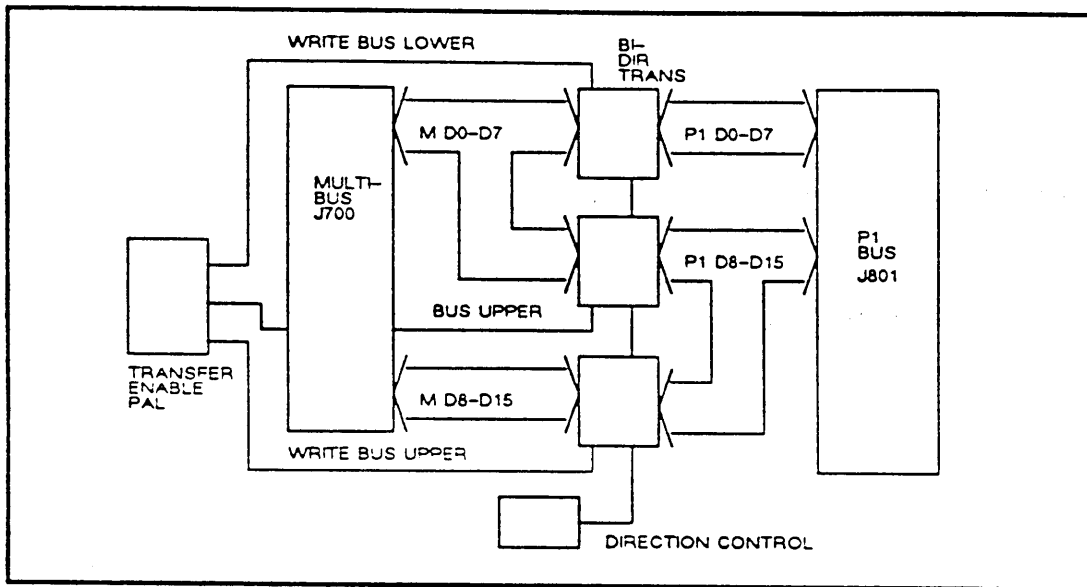 WRITE BUS LOWER
BI-
DIR
TRANS
M D0-D7
P1 D0-D7
MULTI-
BUS
J700
P1
BUS
J801
P1 D8-D15
BUS UPPER
TRANSFER
ENABLE
PAL
M D8-D15
WRITE BUS UPPER
DIRECTION CONTROL